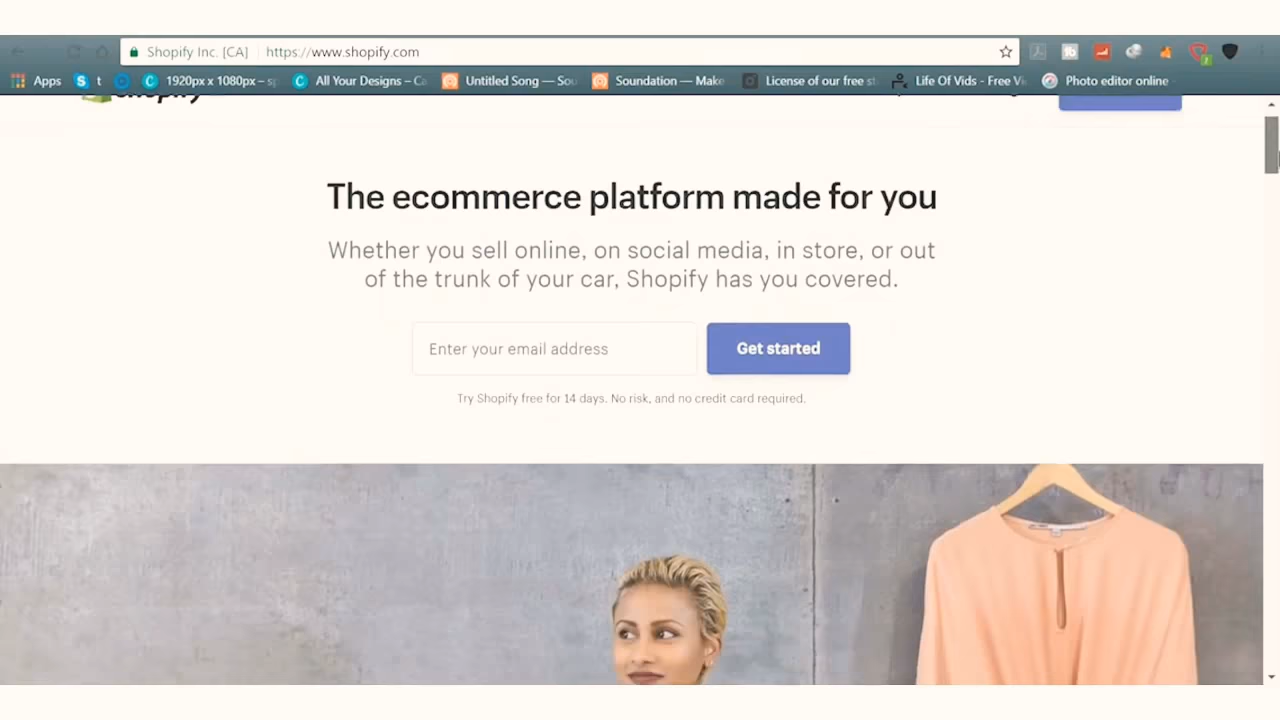 Shopify Inc. [CA] https://www.shopify.com
Apps t 1920px x 1080px – sp All Your Designs – Ca Untitled Song — Sou Soundation — Make License of our free st Life Of Vids - Free Vi Photo editor online
shopify
The ecommerce platform made for you
Whether you sell online, on social media, in store, or out
of the trunk of your car, Shopify has you covered.
Enter your email address Get started
Try Shopify free for 14 days. No risk, and no credit card required.